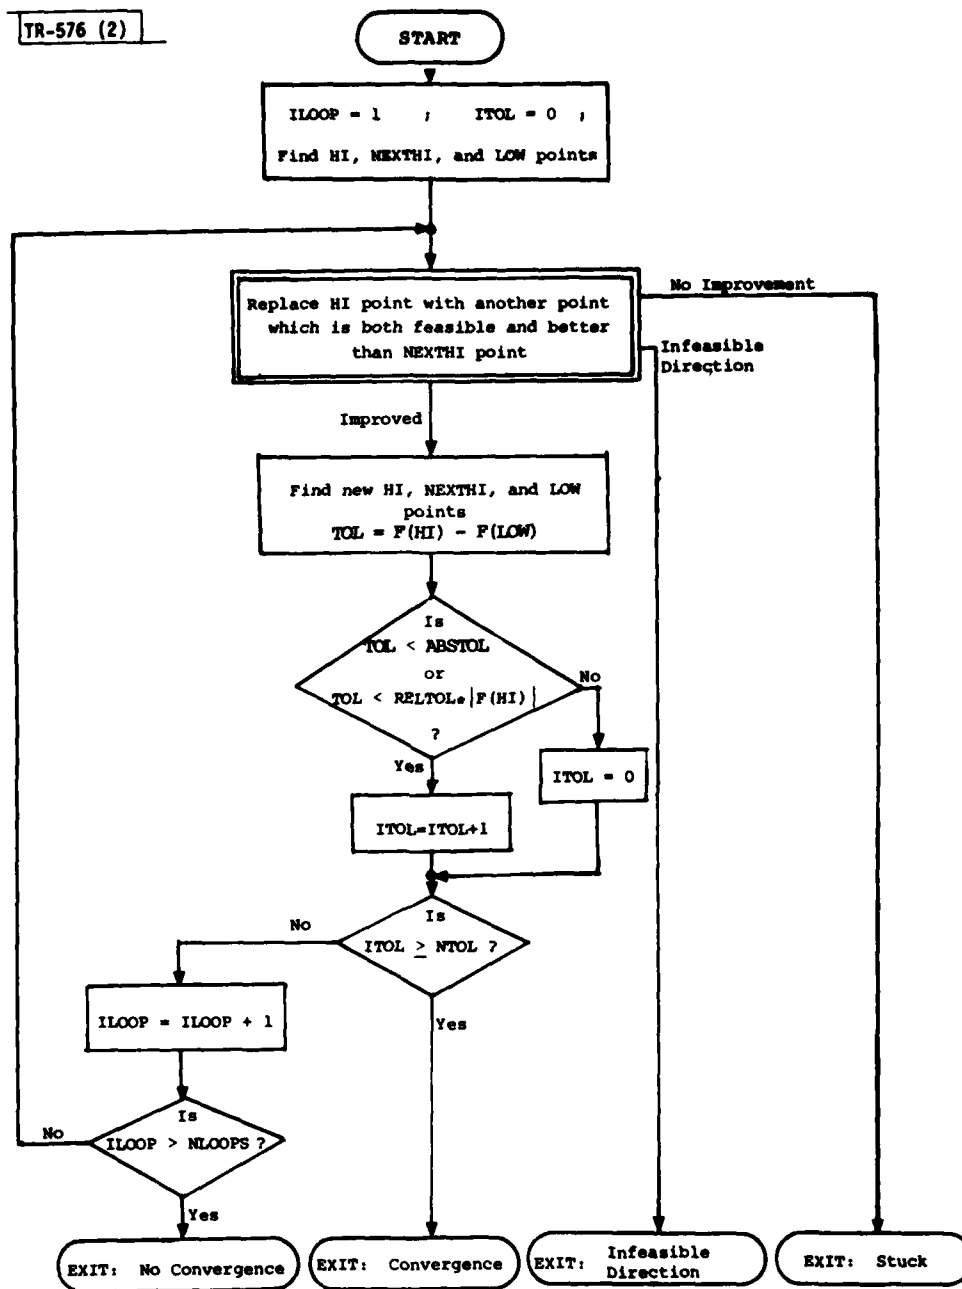 TR-576 (2)
START
ILOOP = 1 ; ITOL = 0 ,
Find HI, NEXTHI, and LOW points
Replace HI point with another point
which is both feasible and better
than NEXTHI point
No Improvement
Infeasible
Direction
Improved
Find new HI, NEXTHI, and LOW
points
TOL = F(HI) - F(LOW)
Is
TOL < ABSTOL
or
TOL < RELTOL*|F(HI)|
?
No
Yes
ITOL = 0
ITOL=ITOL+1
Is
ITOL ≥ NTOL ?
No
Yes
ILOOP = ILOOP + 1
Is
ILOOP > NLOOPS ?
No
Yes
EXIT: No Convergence
EXIT: Convergence
EXIT: Infeasible
Direction
EXIT: Stuck